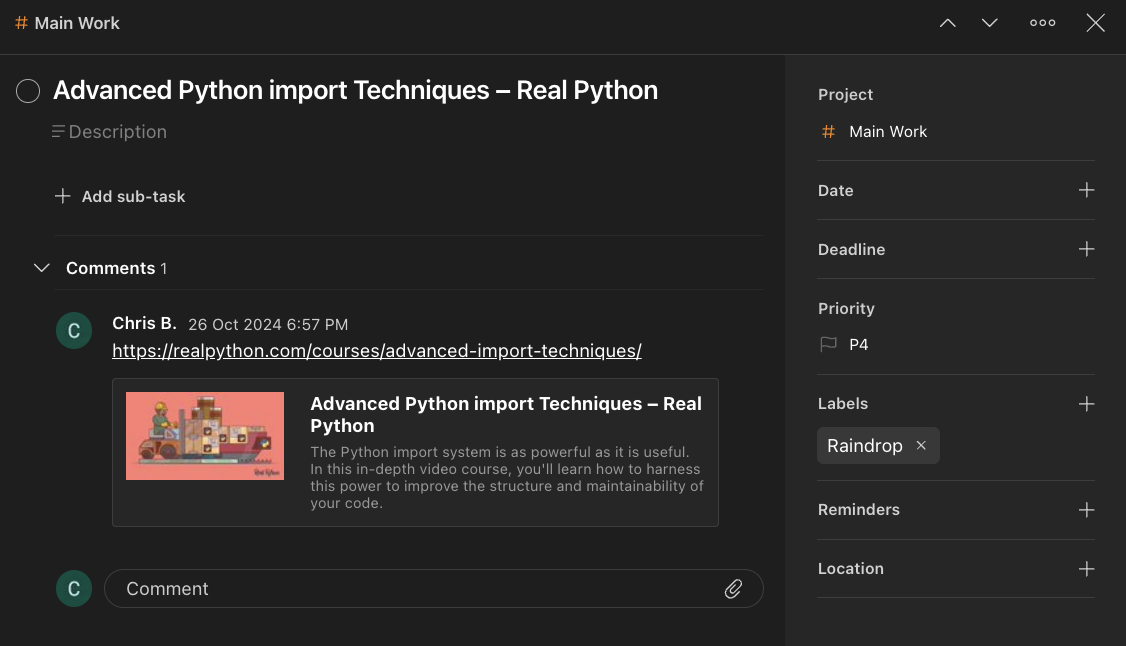 # Main Work
Advanced Python import Techniques – Real Python
Description
Add sub-task
Comments 1
C
Chris B. 26 Oct 2024 6:57 PM
https://realpython.com/courses/advanced-import-techniques/
Real Python
Advanced Python import Techniques – Real
Python
The Python import system is as powerful as it is useful.
In this in-depth video course, you'll learn how to harness
this power to improve the structure and maintainability of
your code.
C
Comment
Project
# Main Work
Date
Deadline
Priority
P4
Labels
Raindrop ×
Reminders
Location